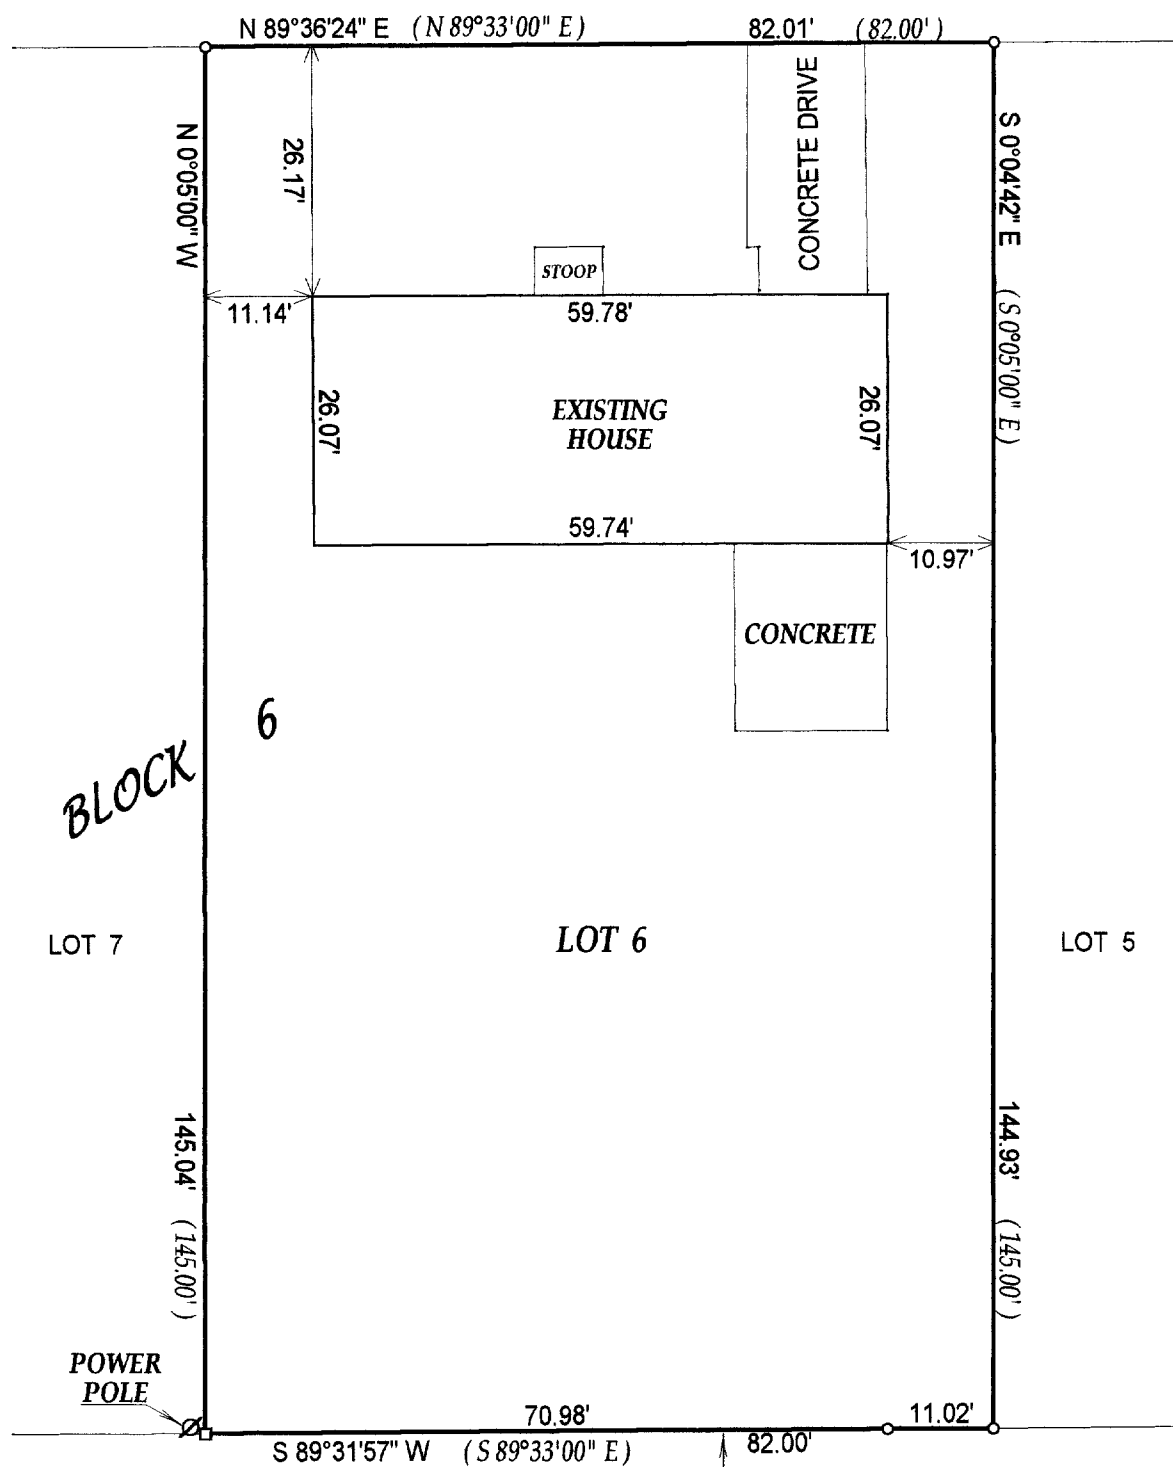 N 89°36'24" E (N 89°33'00" E) 82.01' (82.00')
N 0°05'00" W
26.17'
CONCRETE DRIVE
S 0°04'42" E (S 0°05'00" E)
STOOP
11.14'
59.78'
26.07'
EXISTING
HOUSE
26.07'
59.74'
10.97'
CONCRETE
BLOCK 6
LOT 7
LOT 6
LOT 5
145.04' (145.00')
144.93' (145.00')
POWER
POLE
70.98'
11.02'
S 89°31'57" W (S 89°33'00" E) 82.00'